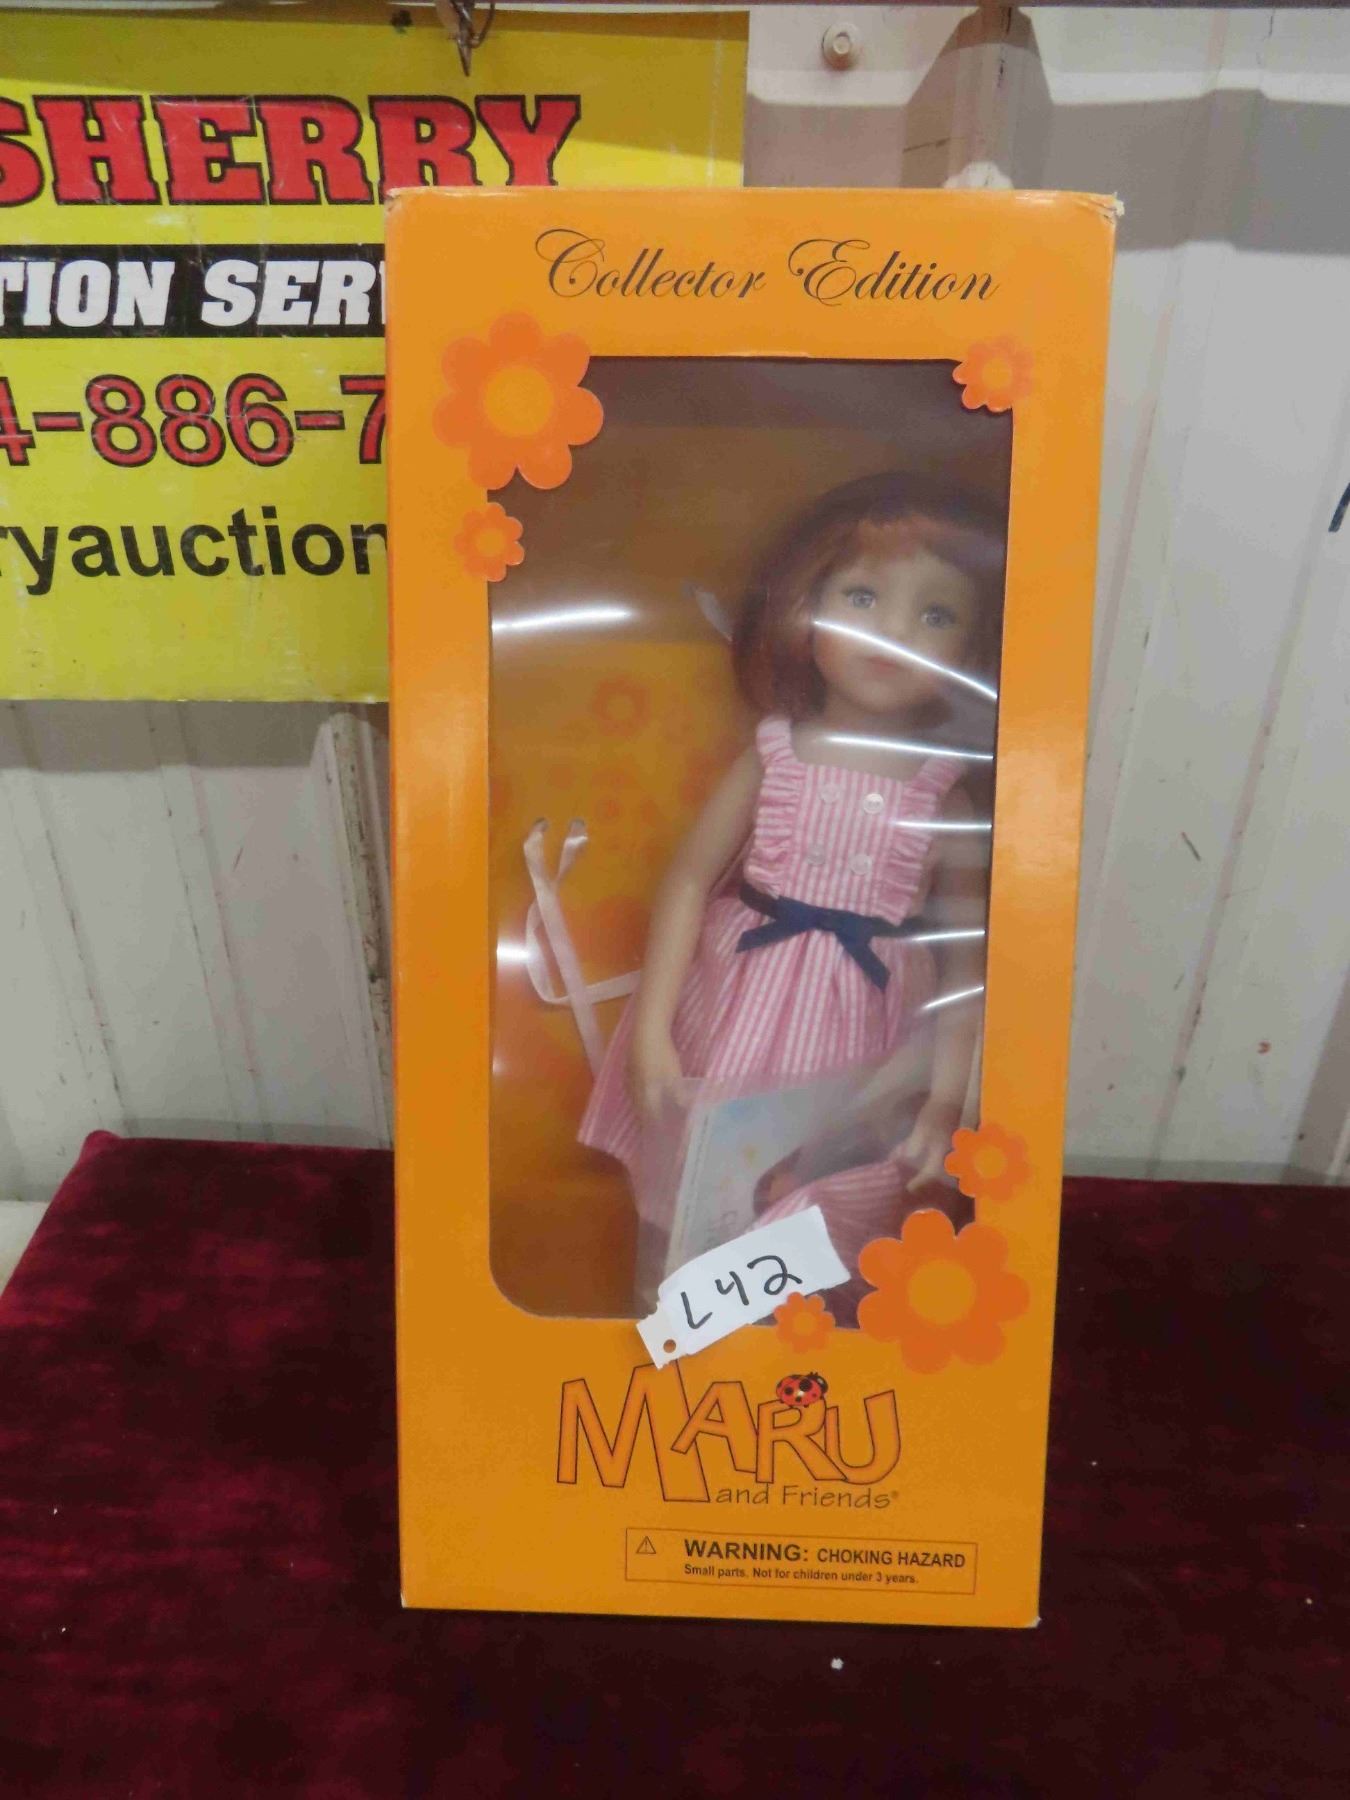 SHERRY
TION SER
4-886-7
ryauction
Collector Edition
L42
MARU
and Friends®
WARNING: CHOKING HAZARD
Small parts. Not for children under 3 years.